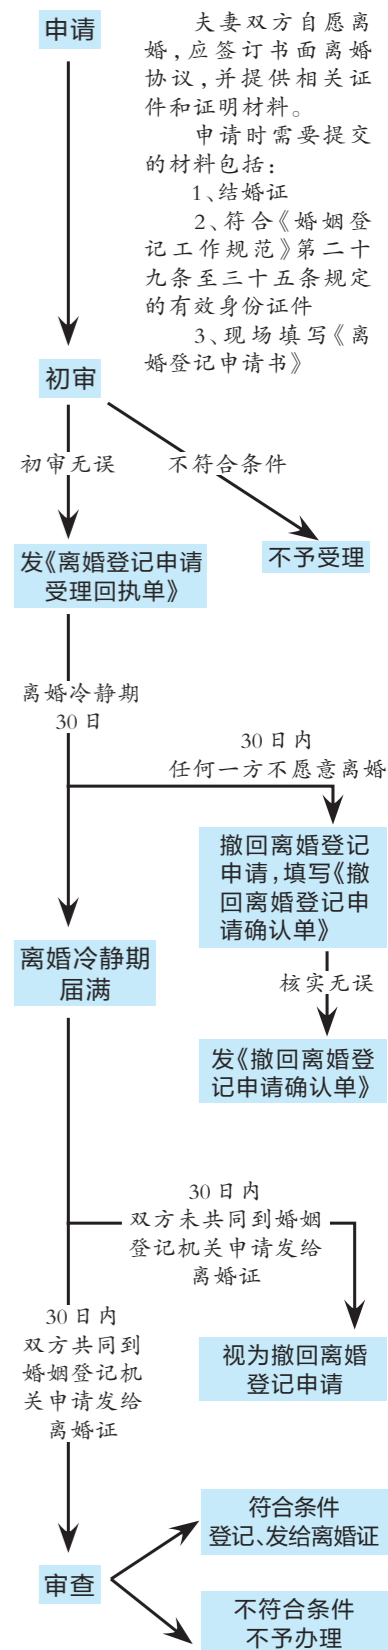 申请
夫妻双方自愿离
婚,应签订书面离婚
协议,并提供相关证
件和证明材料。
申请时需要提交
的材料包括:
1、结婚证
2、符合《婚姻登
记工作规范》第二十
九条至三十五条规定
的有效身份证件
3、现场填写《离
婚登记申请书》
初审
初审无误
不符合条件
发《离婚登记申请
受理回执单》
不予受理
离婚冷静期
30日
30日内
任何一方不愿意离婚
撤回离婚登记
申请,填写《撤
回离婚登记申
请确认单》
离婚冷静期
届满
核实无误
发《撤回离婚登
记申请确认单》
30日内
双方未共同到婚姻
登记机关申请发给
离婚证
30日内
双方共同到
婚姻登记机
关申请发给
离婚证
视为撤回离婚
登记申请
审查
符合条件
登记、发给离婚证
不符合条件
不予办理